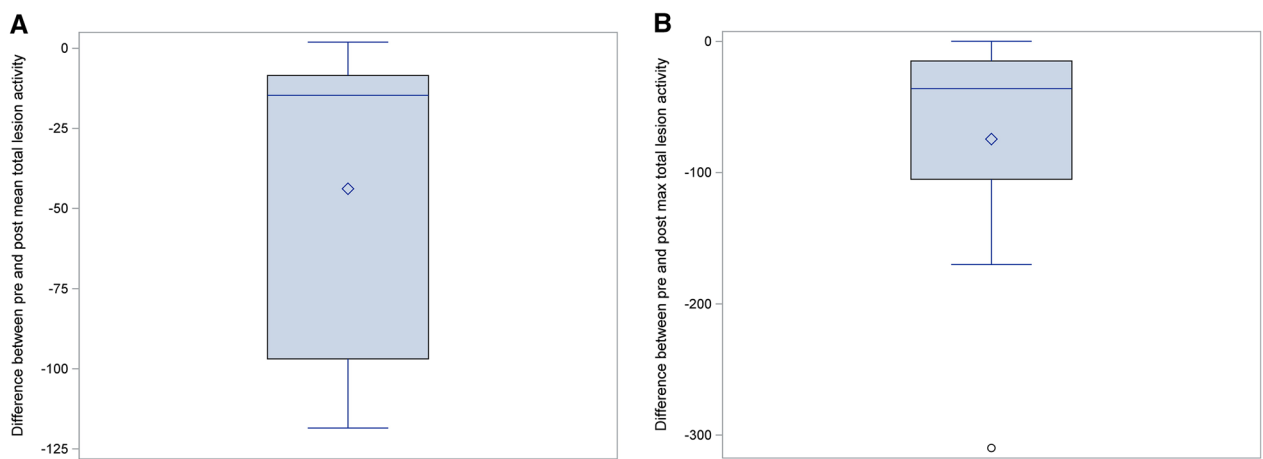 A
Difference between pre and post mean total lesion activity
0
-25
-50
-75
-100
-125
B
Difference between pre and post max total lesion activity
0
-100
-200
-300